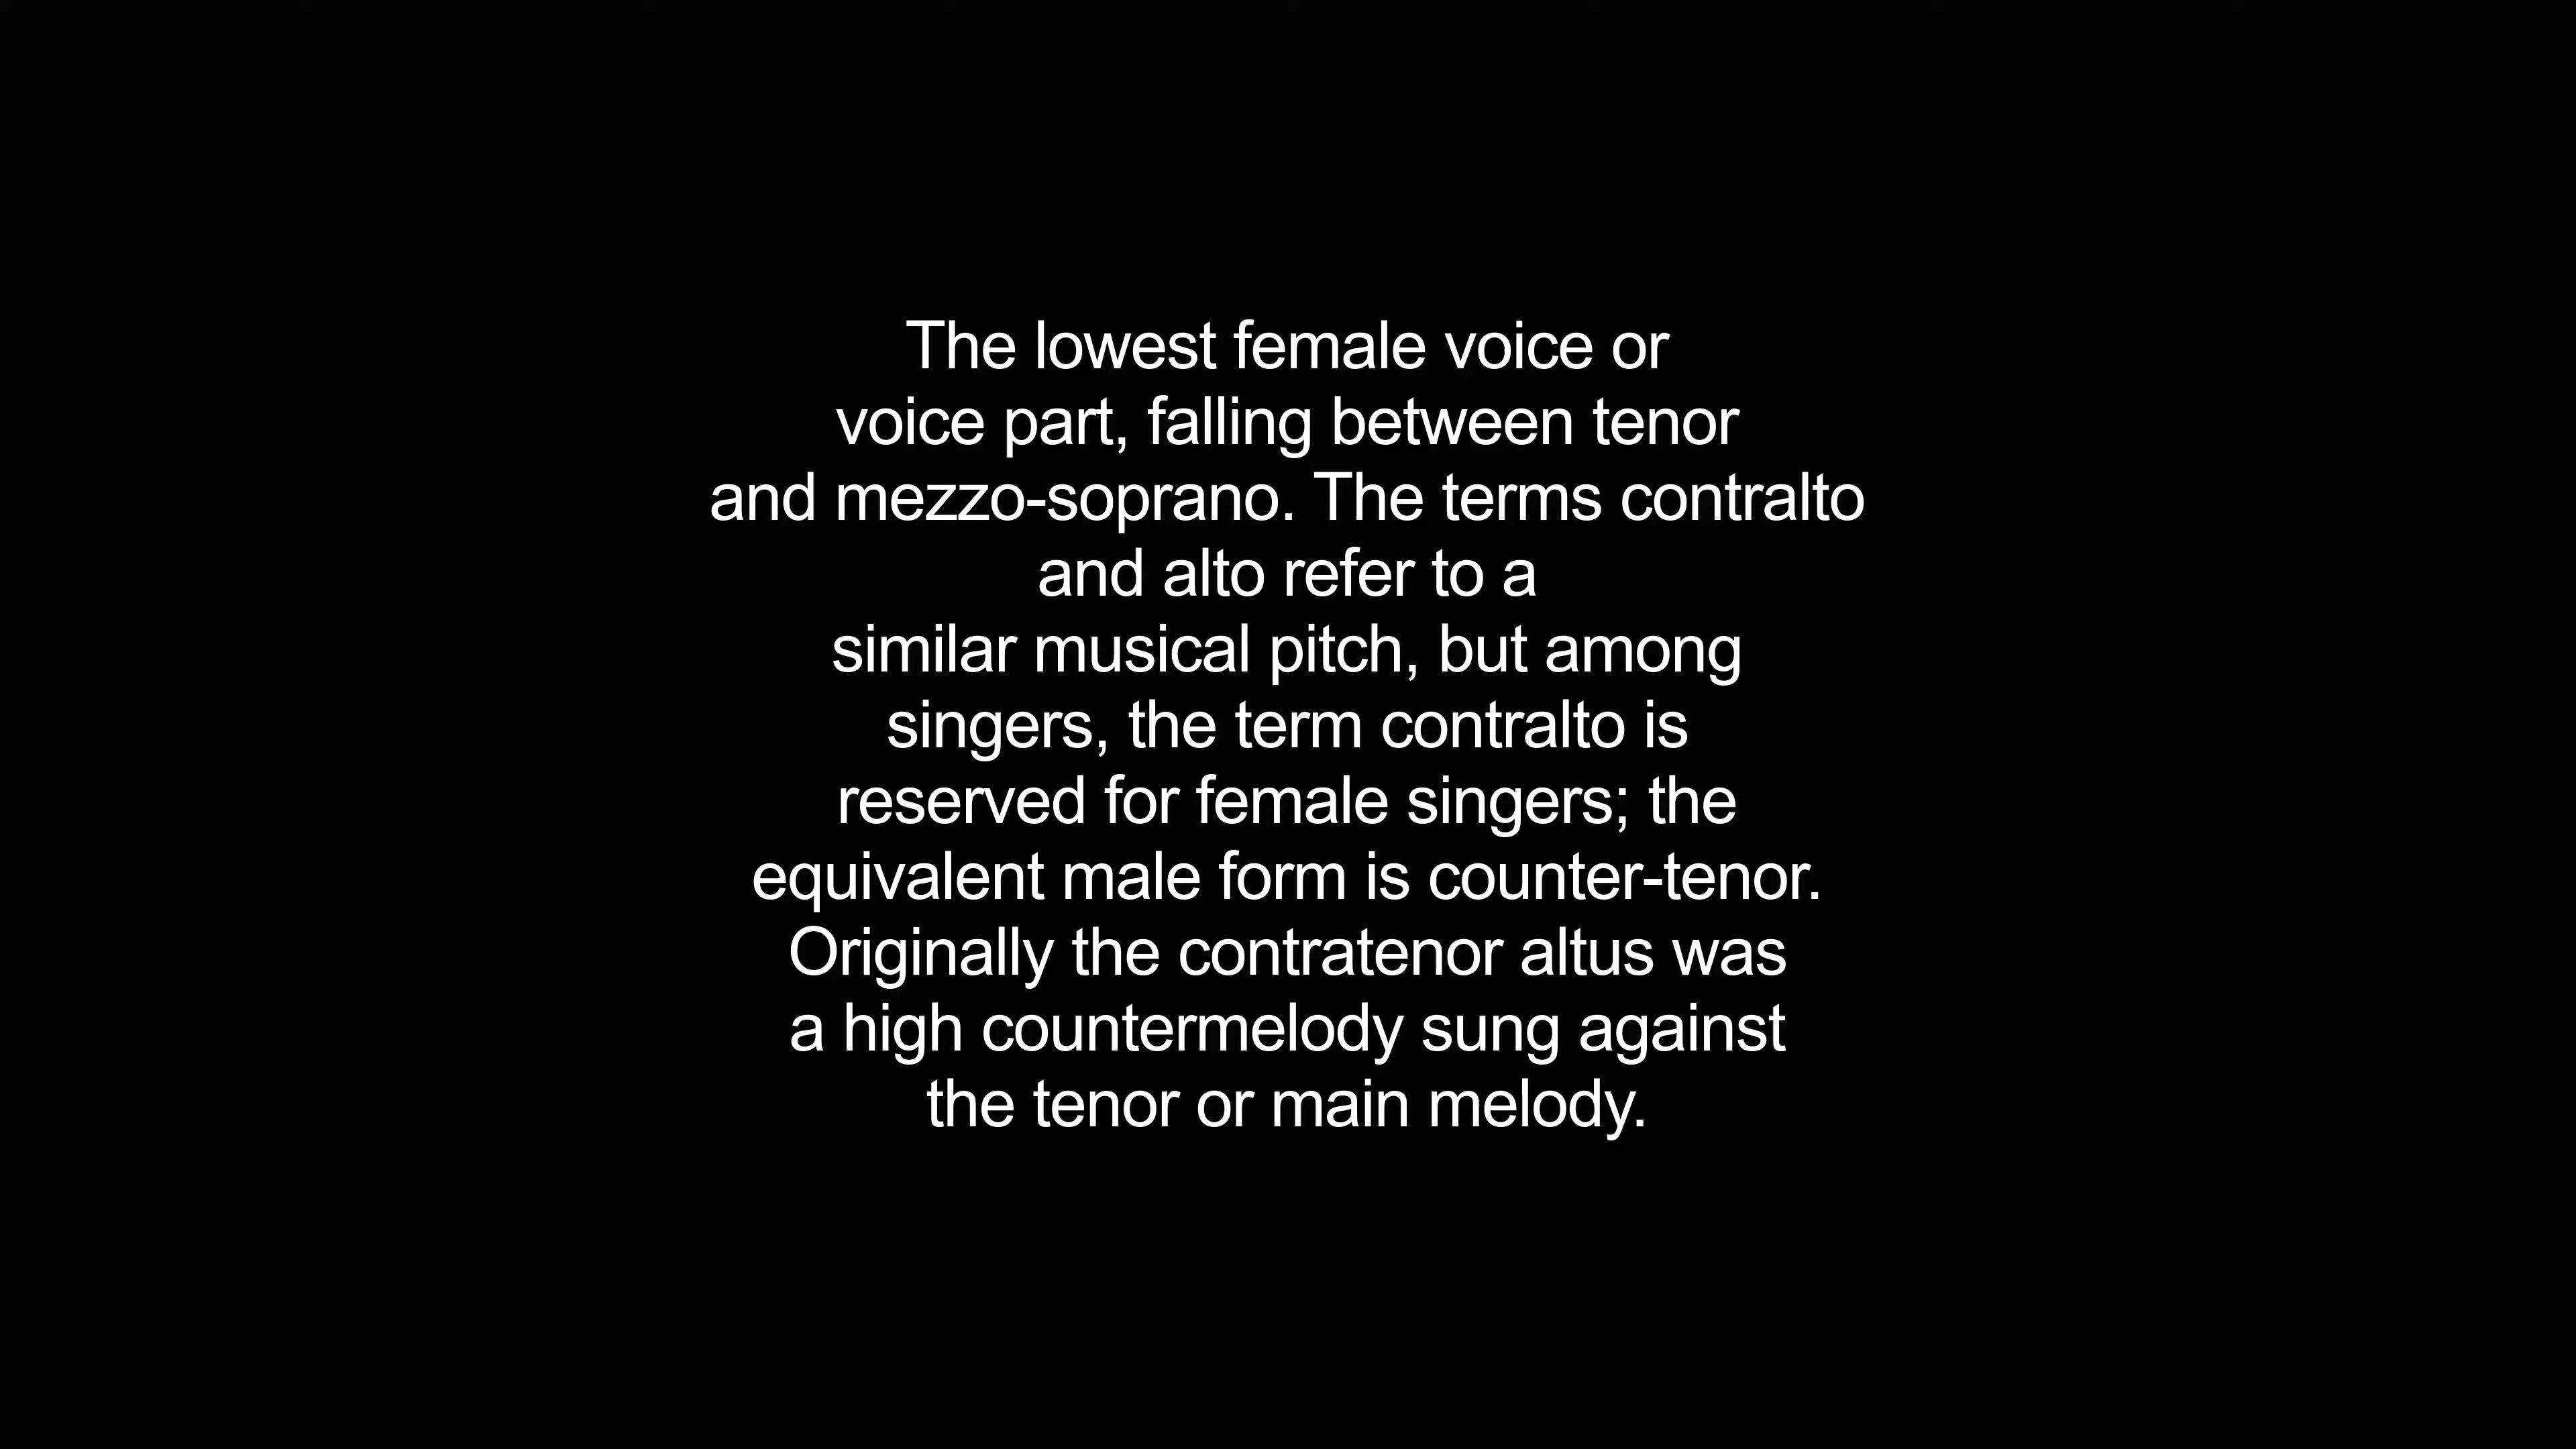 The lowest female voice or
voice part, falling between tenor
and mezzo-soprano. The terms contralto
and alto refer to a
similar musical pitch, but among
singers, the term contralto is
reserved for female singers; the
equivalent male form is counter-tenor.
Originally the contratenor altus was
a high countermelody sung against
the tenor or main melody.